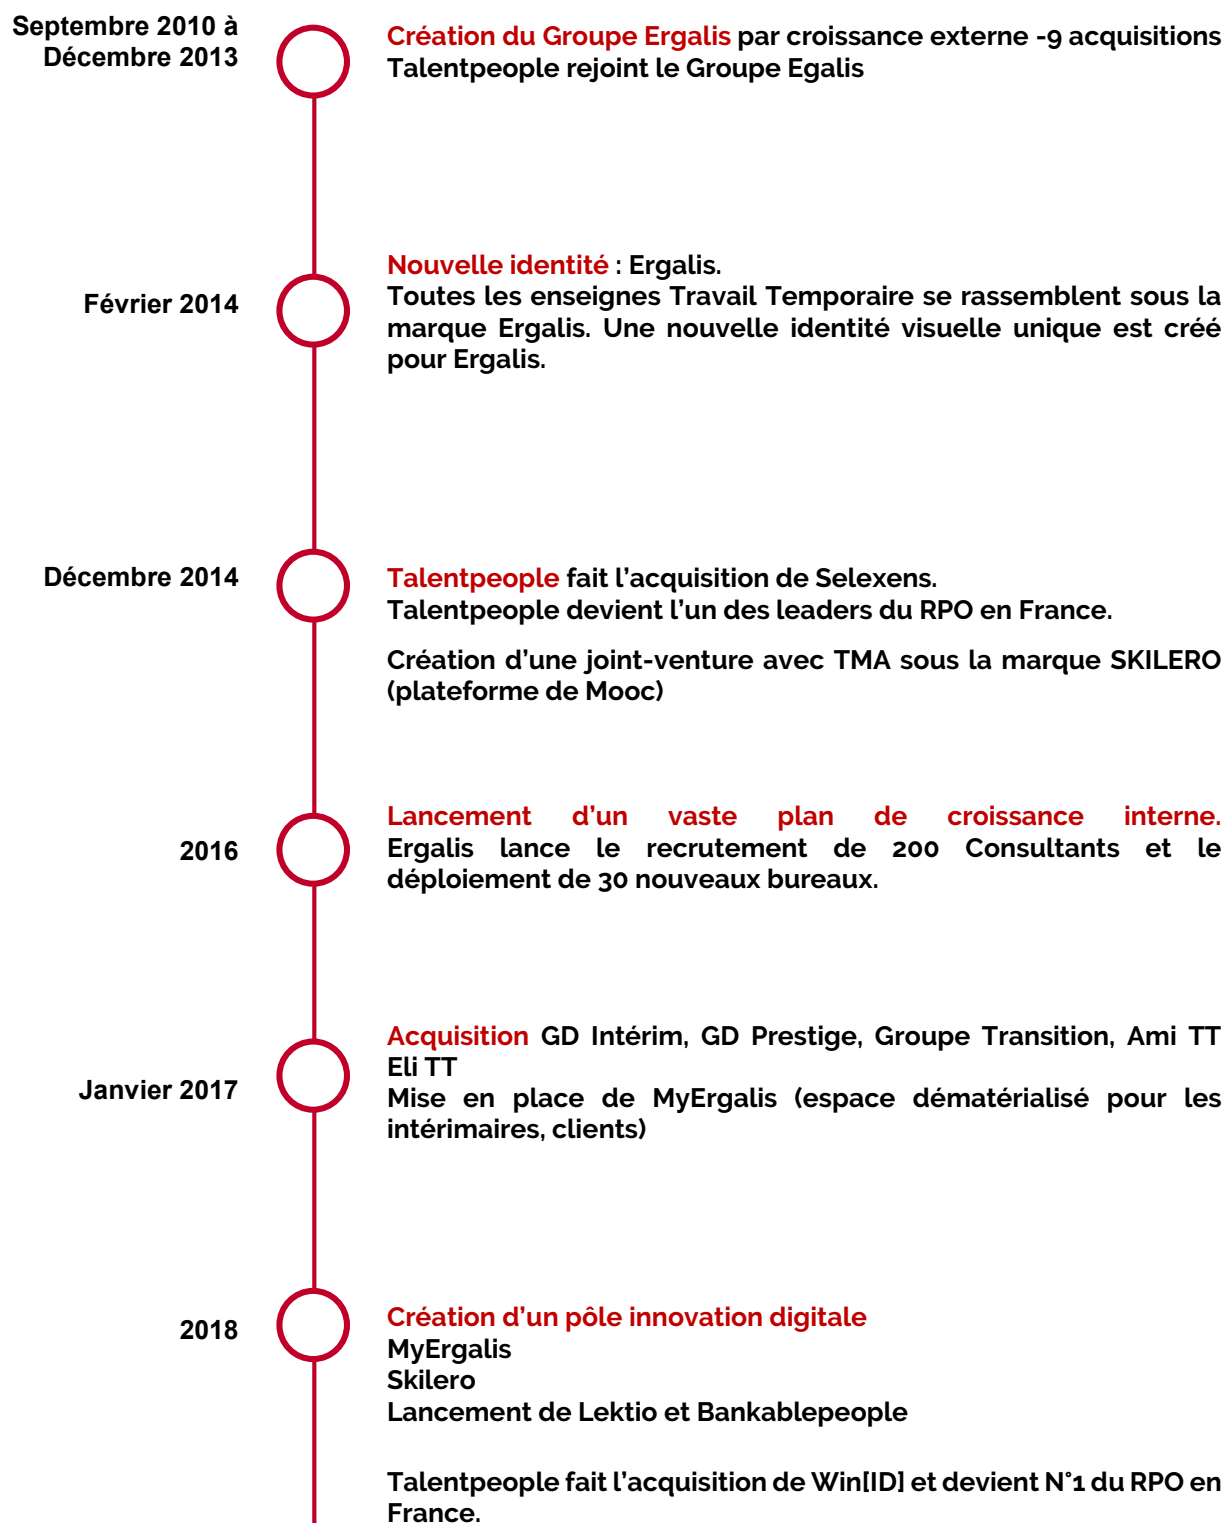 Septembre 2010 à
Décembre 2013
Création du Groupe Ergalis par croissance externe -9 acquisitions
Talentpeople rejoint le Groupe Egalis
Février 2014
Nouvelle identité : Ergalis.
Toutes les enseignes Travail Temporaire se rassemblent sous la
marque Ergalis. Une nouvelle identité visuelle unique est créé
pour Ergalis.
Décembre 2014
Talentpeople fait l’acquisition de Selexens.
Talentpeople devient l’un des leaders du RPO en France.
Création d’une joint-venture avec TMA sous la marque SKILERO
(plateforme de Mooc)
2016
Lancement d’un vaste plan de croissance interne.
Ergalis lance le recrutement de 200 Consultants et le
déploiement de 30 nouveaux bureaux.
Janvier 2017
Acquisition GD Intérim, GD Prestige, Groupe Transition, Ami TT
Eli TT
Mise en place de MyErgalis (espace dématérialisé pour les
intérimaires, clients)
2018
Création d’un pôle innovation digitale
MyErgalis
Skilero
Lancement de Lektio et Bankablepeople
Talentpeople fait l’acquisition de Win[ID] et devient N°1 du RPO en
France.